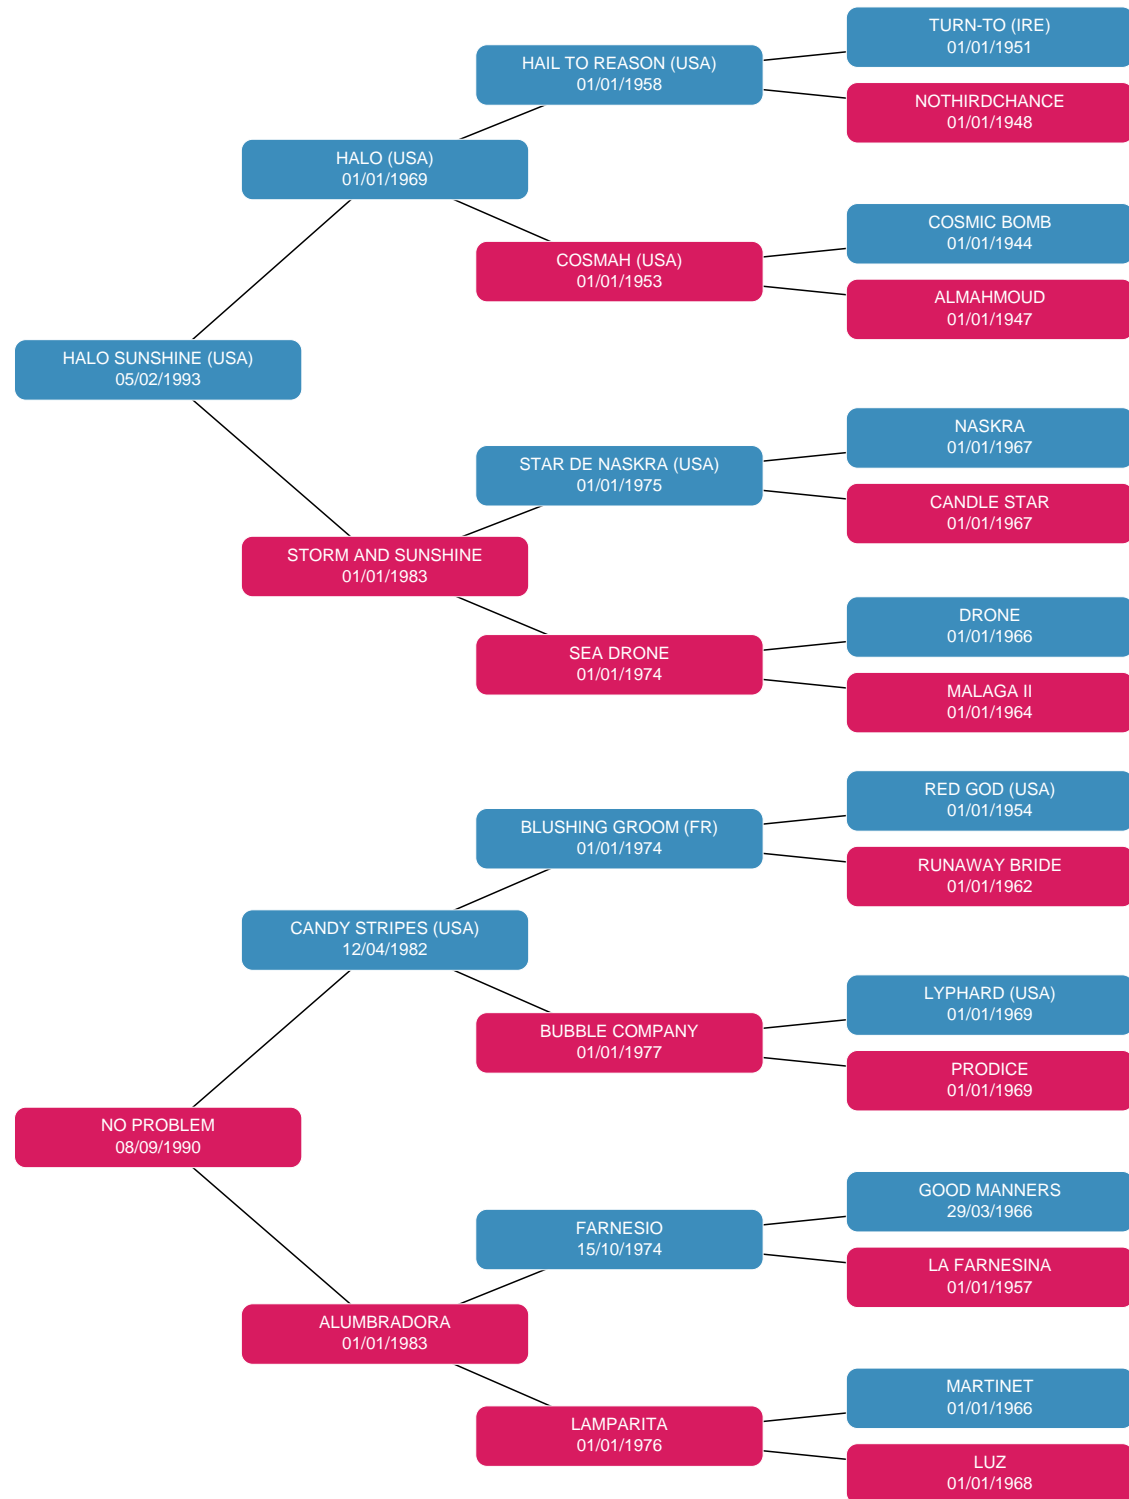 TURN-TO (IRE)
01/01/1951
HAIL TO REASON (USA)
01/01/1958
NOTHIRDCHANCE
01/01/1948
HALO (USA)
01/01/1969
COSMIC BOMB
01/01/1944
COSMAH (USA)
01/01/1953
ALMAHMOUD
01/01/1947
HALO SUNSHINE (USA)
05/02/1993
NASKRA
01/01/1967
STAR DE NASKRA (USA)
01/01/1975
CANDLE STAR
01/01/1967
STORM AND SUNSHINE
01/01/1983
DRONE
01/01/1966
SEA DRONE
01/01/1974
MALAGA II
01/01/1964
RED GOD (USA)
01/01/1954
BLUSHING GROOM (FR)
01/01/1974
RUNAWAY BRIDE
01/01/1962
CANDY STRIPES (USA)
12/04/1982
LYPHARD (USA)
01/01/1969
BUBBLE COMPANY
01/01/1977
PRODICE
01/01/1969
NO PROBLEM
08/09/1990
GOOD MANNERS
29/03/1966
FARNESIO
15/10/1974
LA FARNESINA
01/01/1957
ALUMBRADORA
01/01/1983
MARTINET
01/01/1966
LAMPARITA
01/01/1976
LUZ
01/01/1968